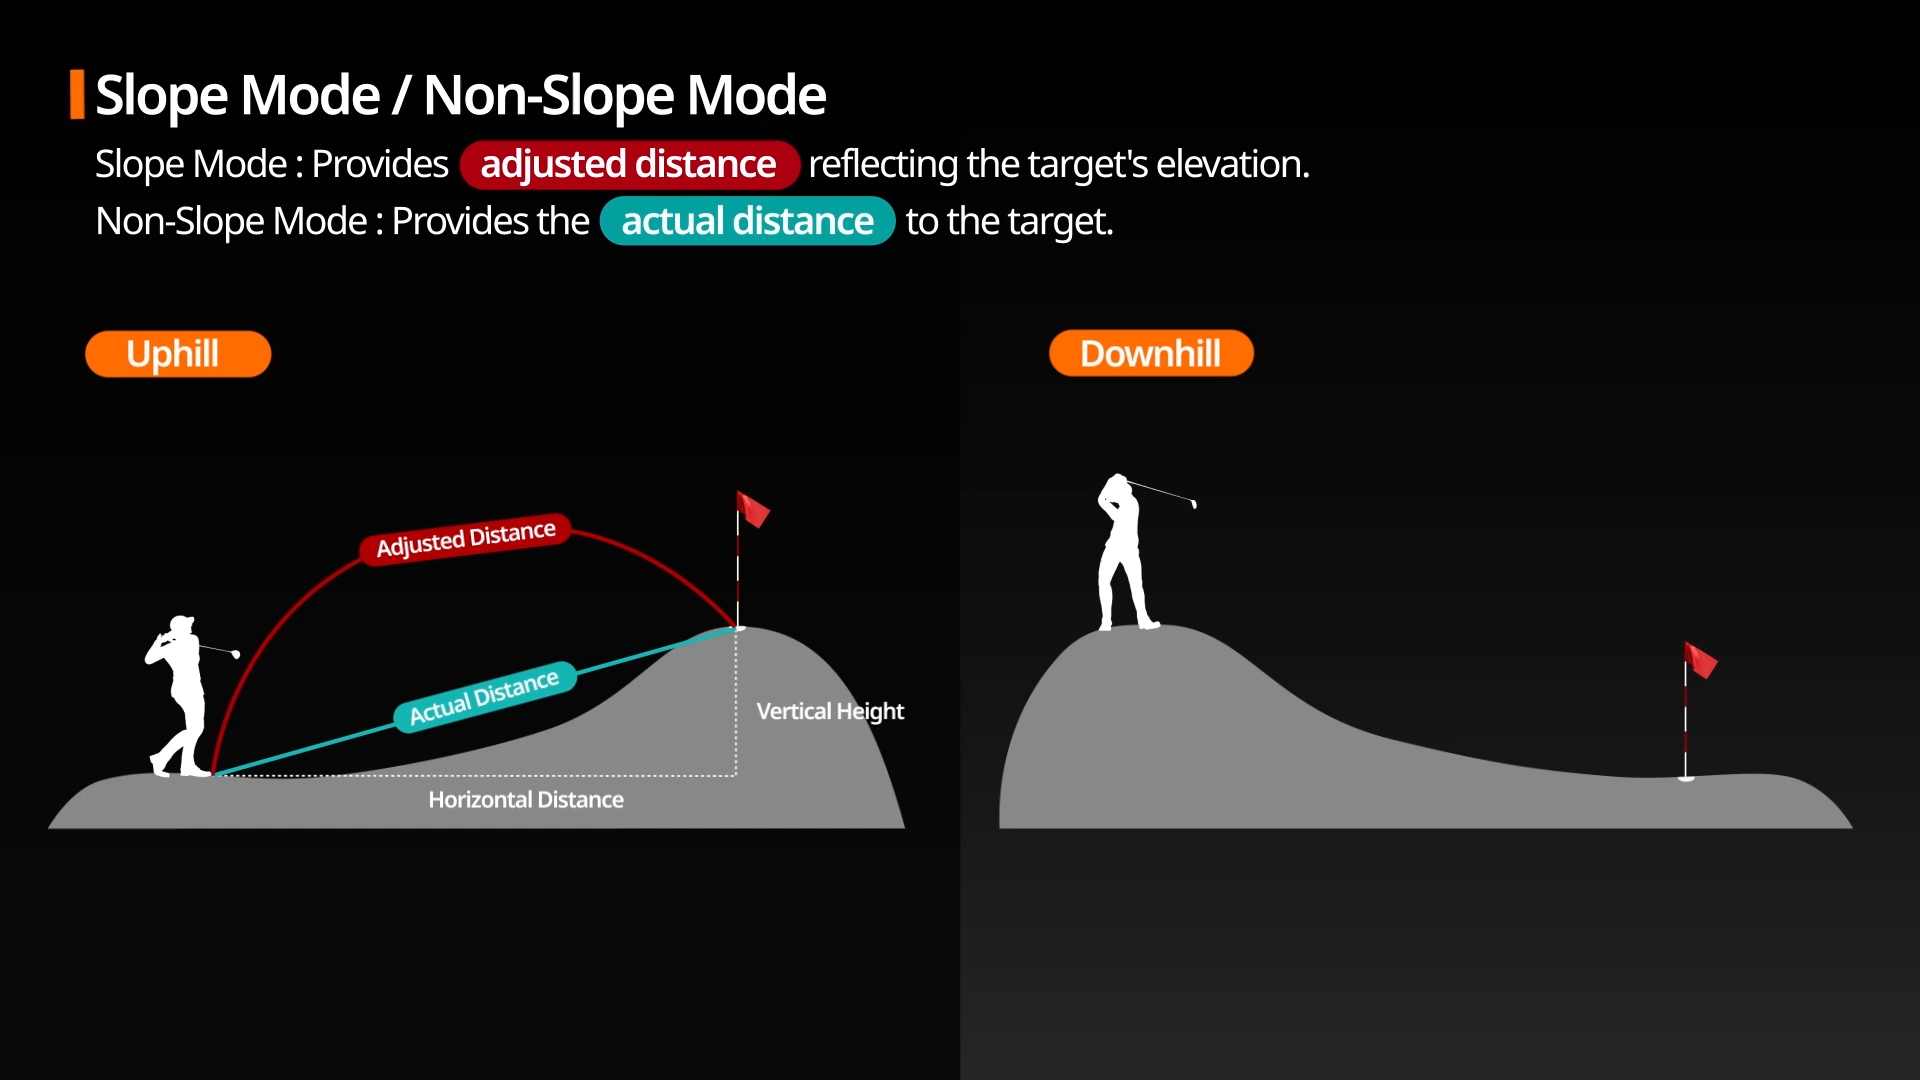 Slope Mode / Non-Slope Mode
Slope Mode : Provides adjusted distance reflecting the target's elevation.
Non-Slope Mode : Provides the actual distance to the target.
Uphill
Adjusted Distance
Actual Distance
Vertical Height
Horizontal Distance
Downhill